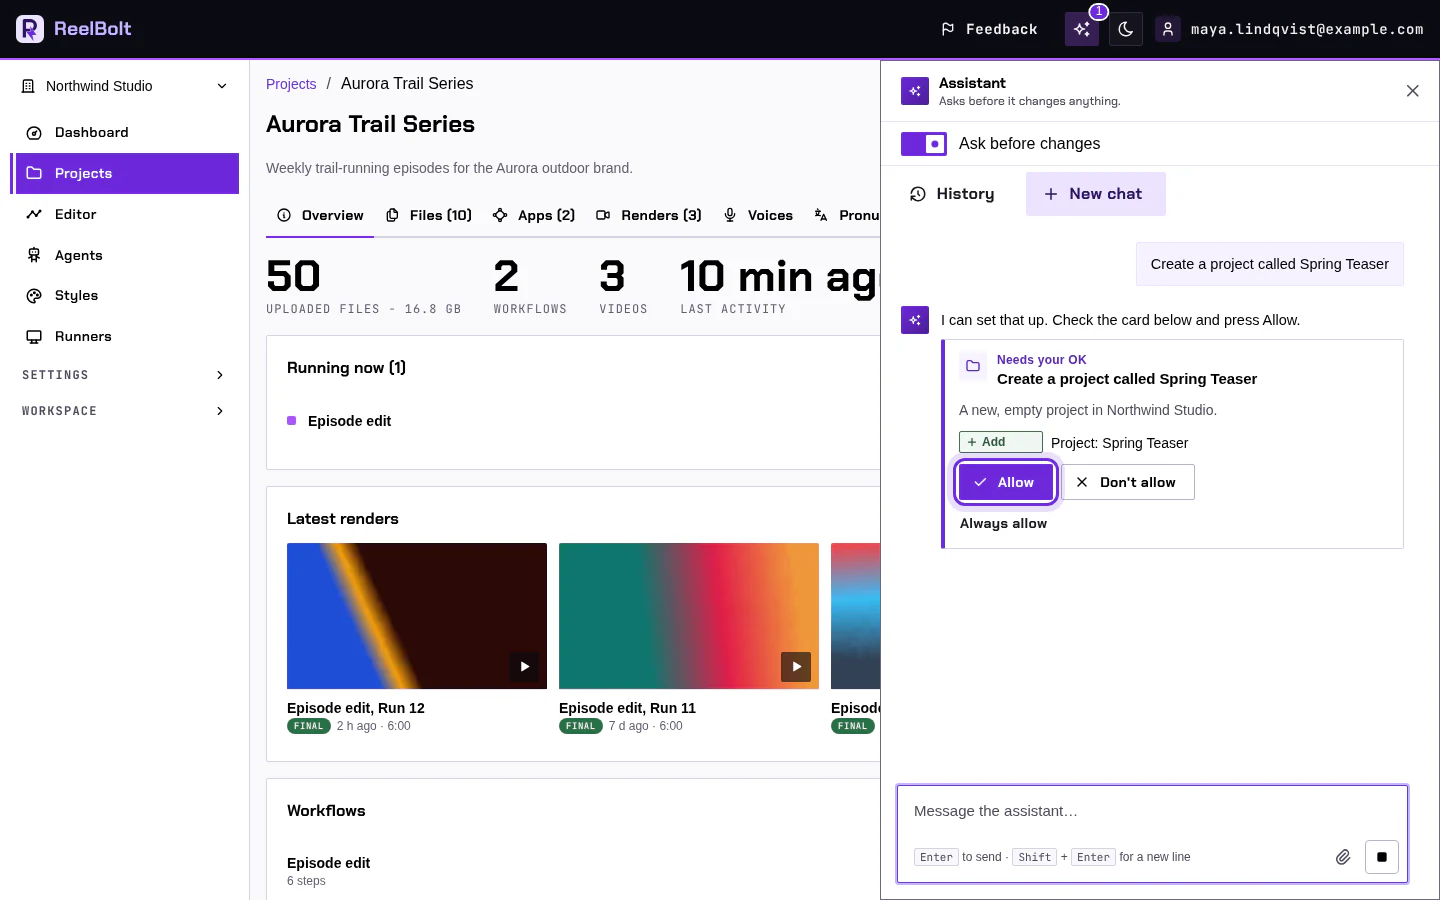 ReelBolt
Feedback
1
maya.lindqvist@example.com
Northwind Studio
Dashboard
Projects
Editor
Agents
Styles
Runners
SETTINGS
WORKSPACE
Projects / Aurora Trail Series
Aurora Trail Series
Weekly trail-running episodes for the Aurora outdoor brand.
Overview
Files (10)
Apps (2)
Renders (3)
Voices
Pronu
50
UPLOADED FILES - 16.8 GB
2
WORKFLOWS
3
VIDEOS
10 min ag
LAST ACTIVITY
Running now (1)
Episode edit
Latest renders
Episode edit, Run 12
FINAL 2 h ago · 6:00
Episode edit, Run 11
FINAL 7 d ago · 6:00
Episod
FINAL
Workflows
Episode edit
6 steps
Assistant
Asks before it changes anything.
Ask before changes
History
New chat
Create a project called Spring Teaser
I can set that up. Check the card below and press Allow.
Needs your OK
Create a project called Spring Teaser
A new, empty project in Northwind Studio.
Add Project: Spring Teaser
Allow
Don't allow
Always allow
Message the assistant…
Enter to send · Shift + Enter for a new line